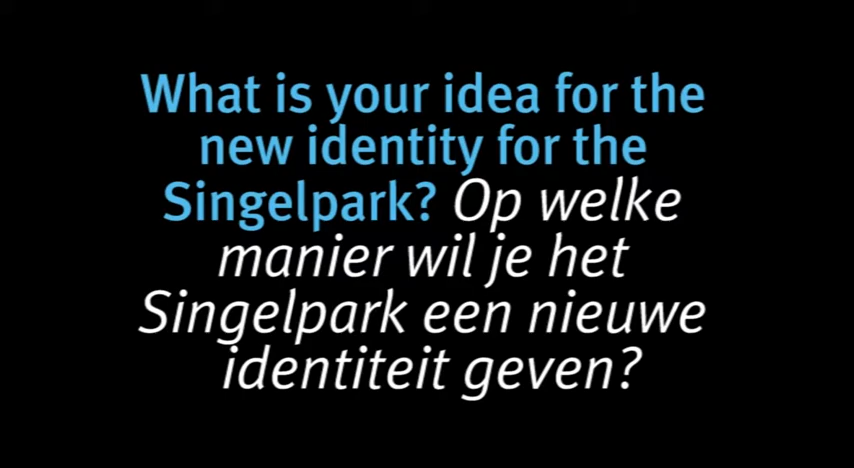 What is your idea for the
new identity for the
Singelpark? Op welke
manier wil je het
Singelpark een nieuwe
identiteit geven?